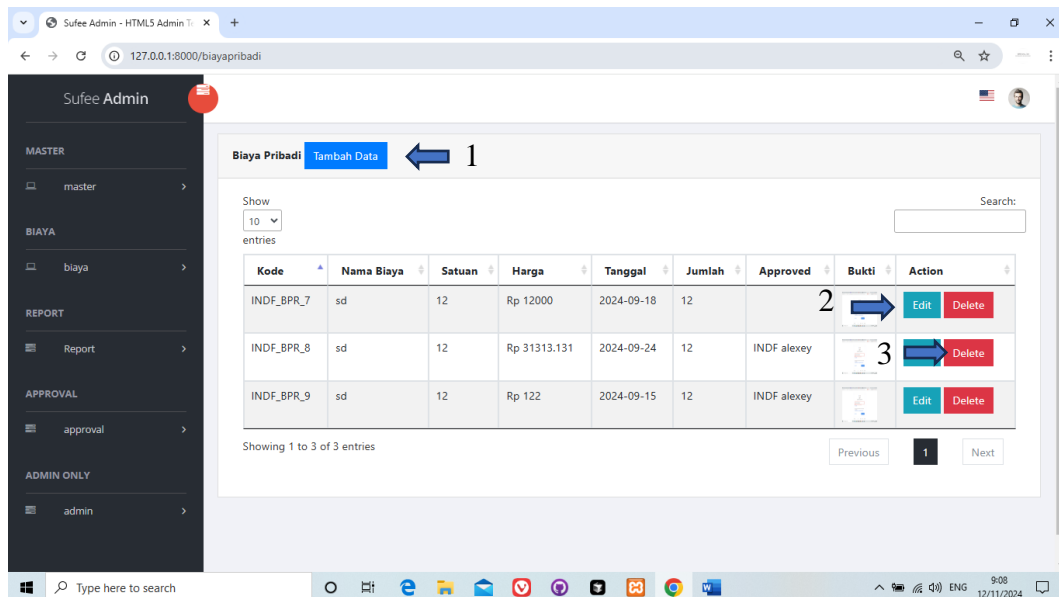 Sufee Admin - HTML5 Admin Te
127.0.0.1:8000/biayapribadi
Sufee Admin
MASTER
master
BIAYA
biaya
REPORT
Report
APPROVAL
approval
ADMIN ONLY
admin
Biaya Pribadi Tambah Data 1
Show
10
entries
Search:
Kode Nama Biaya Satuan Harga Tanggal Jumlah Approved Bukti Action
INDF_BPR_7 sd 12 Rp 12000 2024-09-18 12 2 Edit Delete
INDF_BPR_8 sd 12 Rp 31313.131 2024-09-24 12 INDF alexey 3 Delete
INDF_BPR_9 sd 12 Rp 122 2024-09-15 12 INDF alexey Edit Delete
Showing 1 to 3 of 3 entries
Previous 1 Next
Type here to search
ENG
9:08
12/11/2024